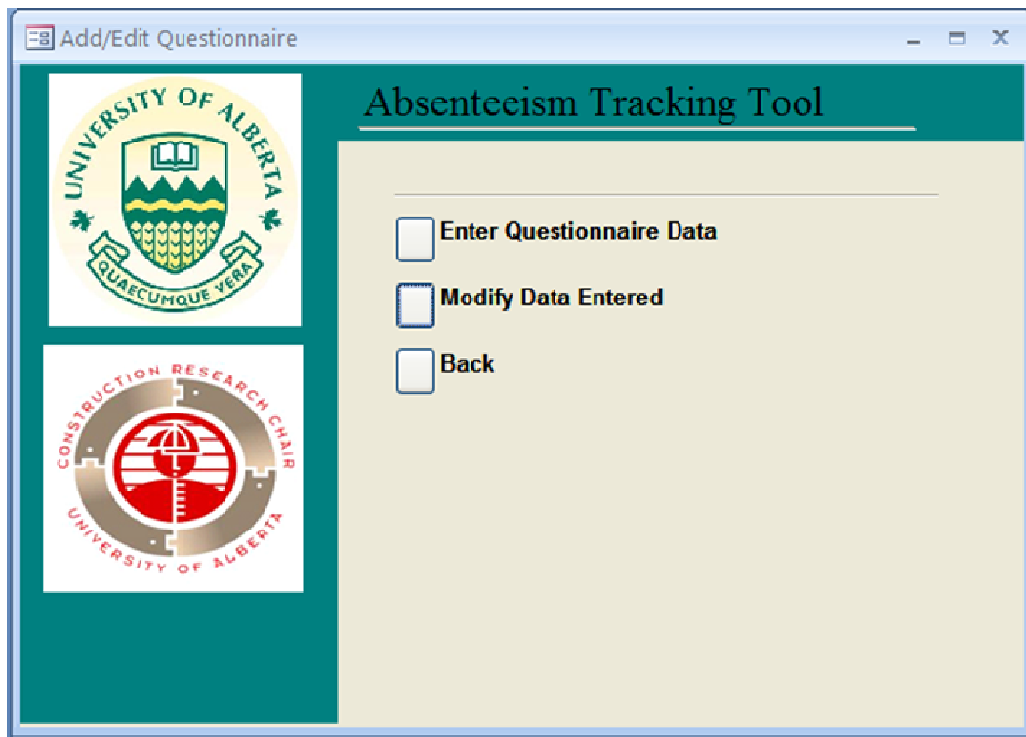 Add/Edit Questionnaire
Absenteeism Tracking Tool
UNIVERSITY OF ALBERTA
QUAECUMQUE VERA
Enter Questionnaire Data
Modify Data Entered
Back
CONSTRUCTION RESEARCH CHAIR
UNIVERSITY OF ALBERTA